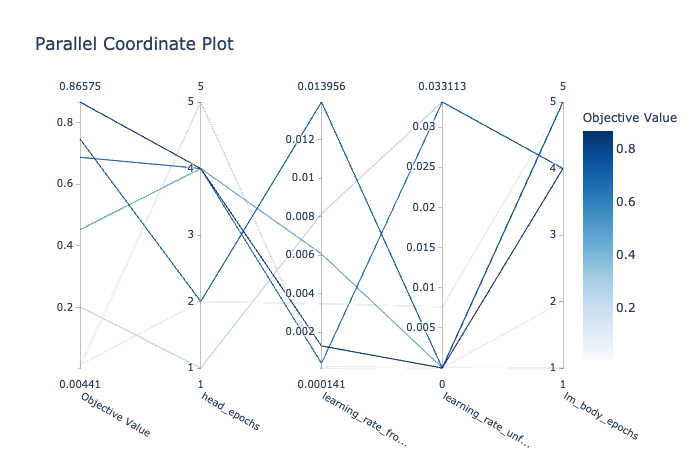 Parallel Coordinate Plot
0.86575 5 0.013956 0.033113 5
Objective Value
5 5
0.8 0.012 0.03 0.8
4 0.01 0.025 4
0.6 0.02 0.6
0.008
3 3
0.4 0.006 0.015 0.4
0.004 0.01
0.2 2 2 0.2
0.002 0.005
1 1
0.00441 1 0.000141 0 1
Objective Value head_epochs learning_rate_fro... learning_rate_unf... lm_body_epochs